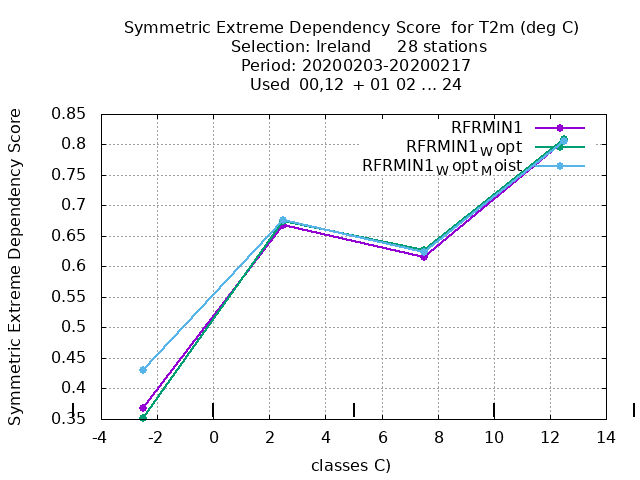 Symmetric Extreme Dependency Score for T2m (deg C)
Selection: Ireland 28 stations
Period: 20200203-20200217
Used 00,12 + 01 02 ... 24
Symmetric Extreme Dependency Score
0.85
0.8
0.75
0.7
0.65
0.6
0.55
0.5
0.45
0.4
0.35
RFRMIN1
RFRMIN1Wopt
RFRMIN1WoptMoist
-4 -2 0 2 4 6 8 10 12 14
classes C)